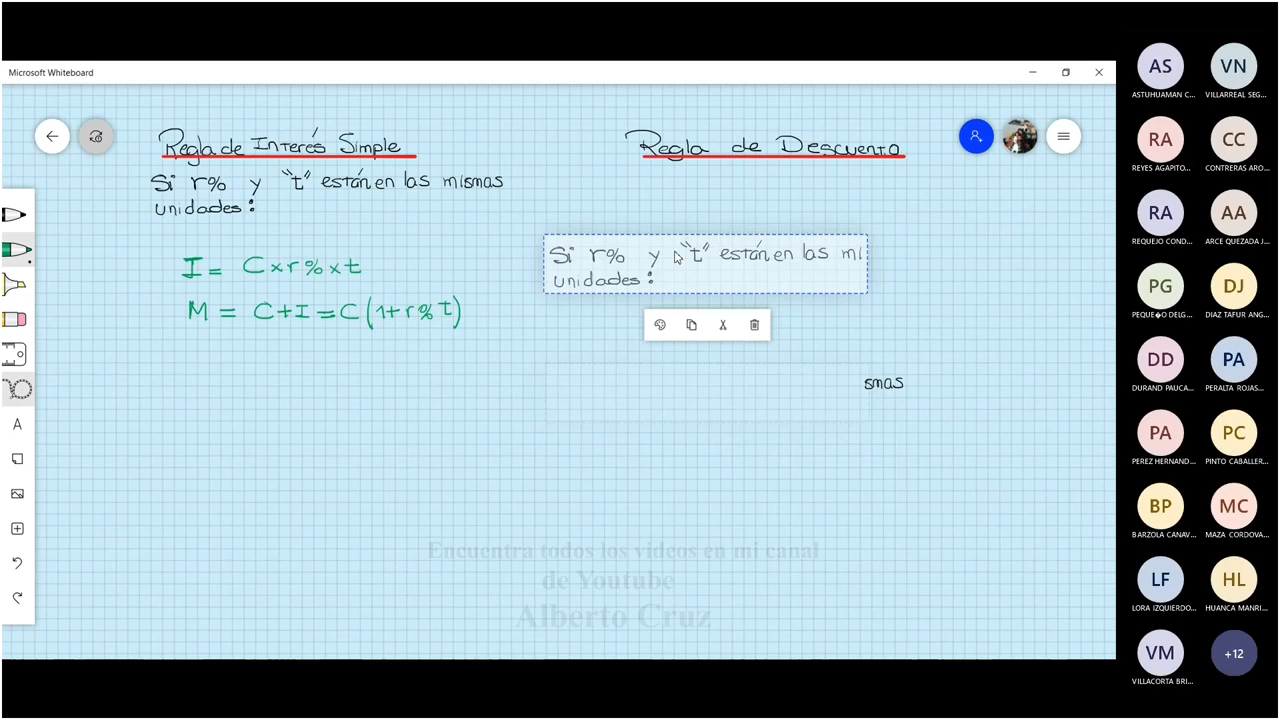 Microsoft Whiteboard
Regla de Interés Simple
Si r% y "t" están en las mismas
unidades:
I = C x r% x t
M = C + I = C (1 + r% t)
Regla de Descuento
Si r% y "t" están en las mi
unidades:
smas
Encuentra todos los videos en mi canal
de Youtube
Alberto Cruz
A
AS
ASTUHUAMAN C...
VN
VILLARREAL SEG...
RA
REYES AGAPITO...
CC
CONTRERAS ARO...
RA
REQUEJO COND...
AA
ARCE QUEZADA J...
PG
PEQUE�O DELG...
DJ
DIAZ TAFUR ANG...
DD
DURAND PAUCA...
PA
PERALTA ROJAS...
PA
PEREZ HERNAND...
PC
PINTO CABALLER...
BP
BARZOLA CANAV...
MC
MAZA CORDOVA...
LF
LORA IZQUIERDO...
HL
HUANCA MANRI...
VM
VILLACORTA BRI...
+12